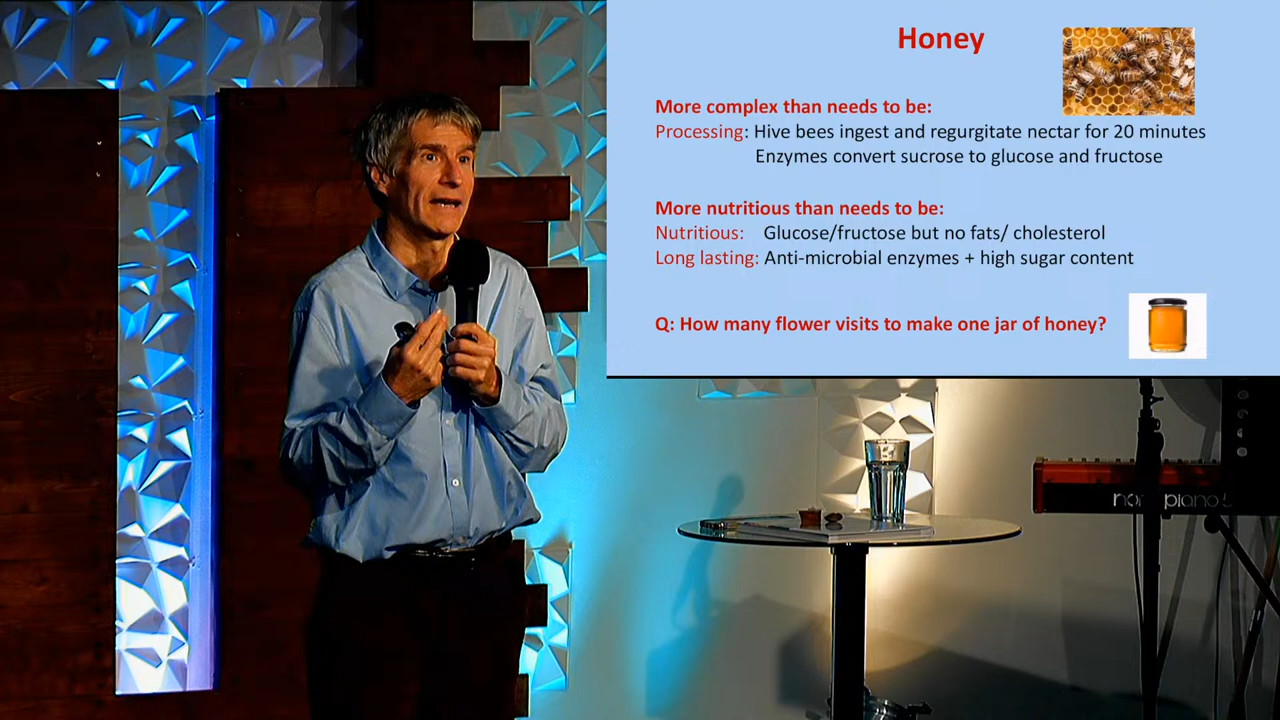 Honey
More complex than needs to be:
Processing: Hive bees ingest and regurgitate nectar for 20 minutes
Enzymes convert sucrose to glucose and fructose
More nutritious than needs to be:
Nutritious: Glucose/fructose but no fats/ cholesterol
Long lasting: Anti-microbial enzymes + high sugar content
Q: How many flower visits to make one jar of honey?
piano 5